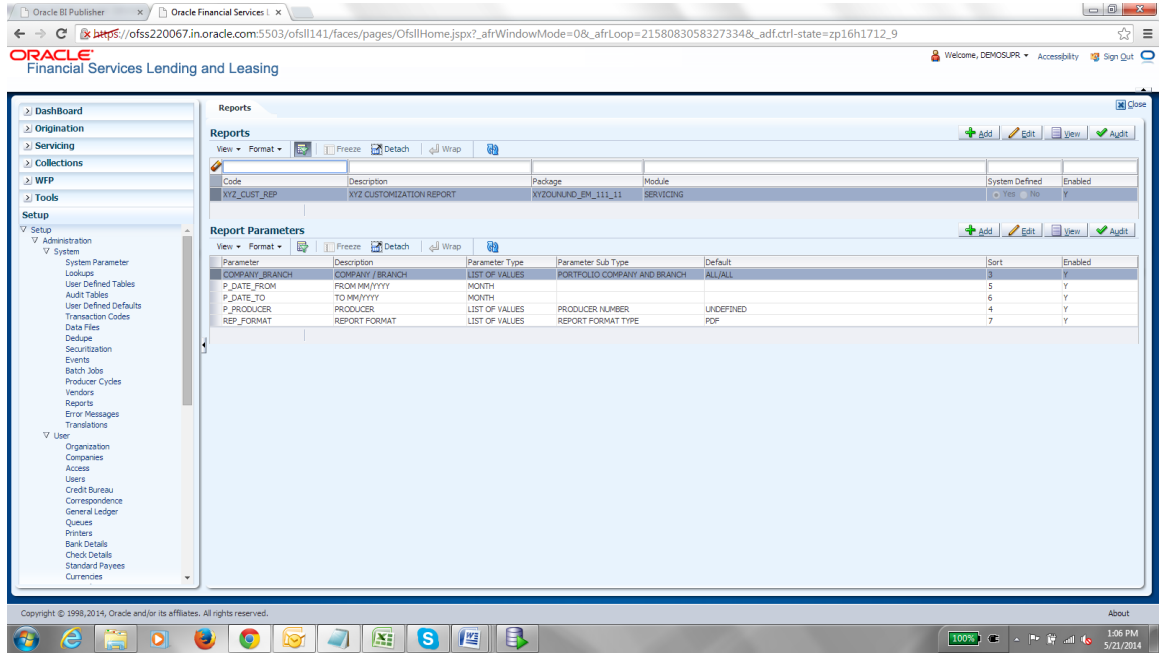 Oracle BI Publisher
Oracle Financial Services L
https://ofss220067.in.oracle.com:5503/ofsll141/faces/pages/OfsllHome.jspx?_afrWindowMode=0&_afrLoop=21580830583273348&_adf.ctrl-state=zp16h1712_9
ORACLE
Financial Services Lending and Leasing
Welcome, DEMOSUPR Accessibility Sign Out
Close
DashBoard
Origination
Servicing
Collections
WFP
Tools
Setup
Setup
Administration
System
System Parameter
Lookups
User Defined Tables
Audit Tables
User Defined Defaults
Transaction Codes
Data Files
Dedupe
Securitization
Events
Batch Jobs
Producer Cycles
Vendors
Reports
Error Messages
Translations
User
Organization
Companies
Access
Users
Credit Bureau
Correspondence
General Ledger
Queues
Printers
Bank Details
Check Details
Standard Payees
Currencies
Reports
Reports
Add Edit View Audit
View Format Freeze Detach Wrap
Code Description Package Module System Defined Enabled
XYZ_CUST_REP XYZ CUSTOMIZATION REPORT XYZOUNUND_EM_111_11 SERVICING Yes No Y
Report Parameters
Add Edit View Audit
View Format Freeze Detach Wrap
Parameter Description Parameter Type Parameter Sub Type Default Sort Enabled
COMPANY_BRANCH COMPANY / BRANCH LIST OF VALUES PORTFOLIO COMPANY AND BRANCH ALL/ALL 3 Y
P_DATE_FROM FROM MM/YYYY MONTH 5 Y
P_DATE_TO TO MM/YYYY MONTH 6 Y
P_PRODUCER PRODUCER LIST OF VALUES PRODUCER NUMBER UNDEFINED 4 Y
REP_FORMAT REPORT FORMAT LIST OF VALUES REPORT FORMAT TYPE PDF 7 Y
Copyright © 1998,2014, Oracle and/or its affiliates. All rights reserved.
About
100%
1:06 PM
5/21/2014